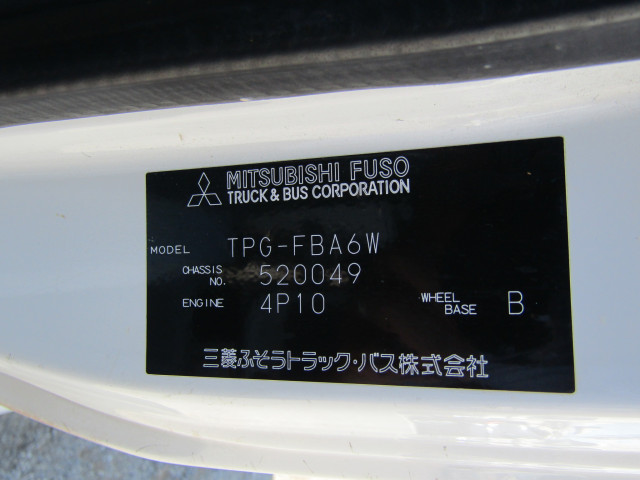 MITSUBISHI FUSO
TRUCK & BUS CORPORATION
MODEL TPG-FBA6W
CHASSIS NO. 520049
ENGINE 4P10 WHEEL BASE B
三菱ふそうトラック・バス株式会社